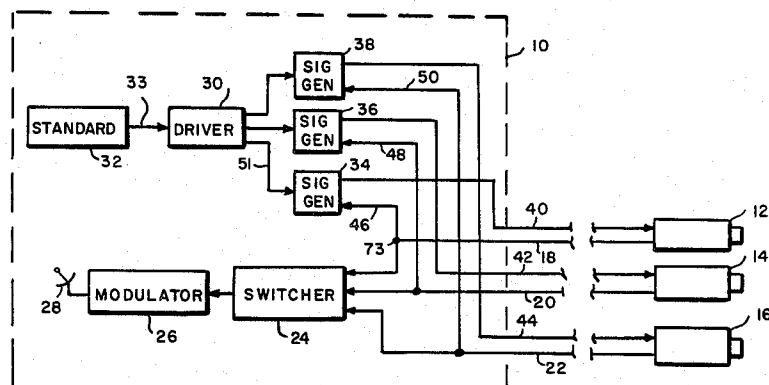 38
10
SIG
GEN
50
33
30
36
STANDARD
DRIVER
SIG
GEN
32
51
34
48
SIG
GEN
40
12
46
73
18
42
14
28
MODULATOR
SWITCHER
20
26
24
44
16
22